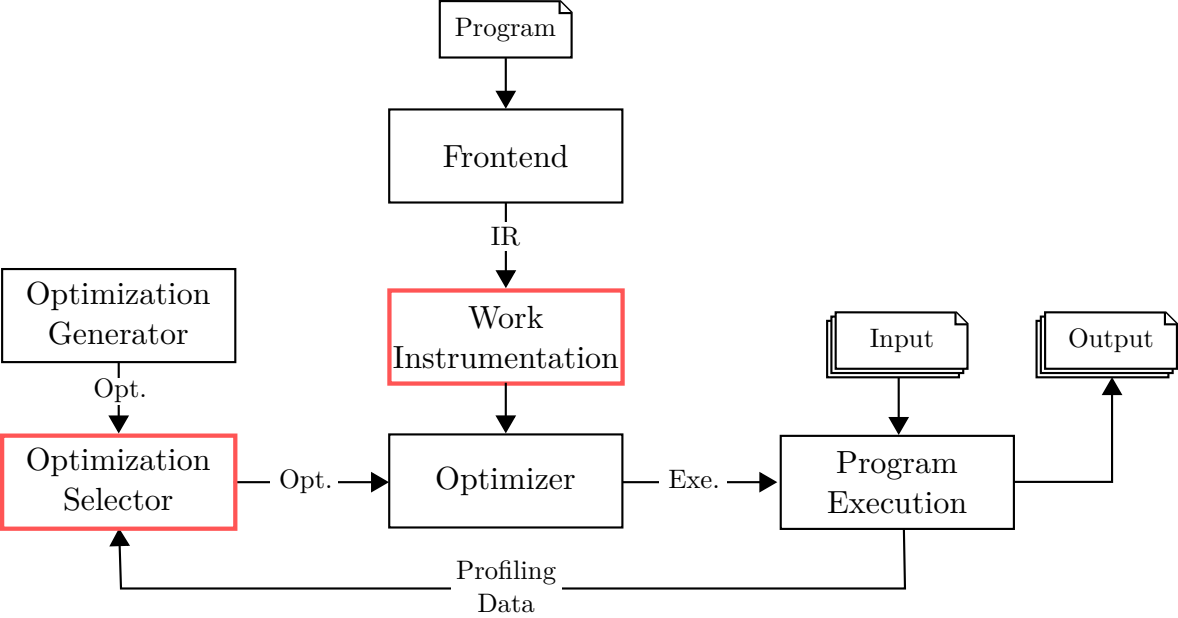 Program
Frontend
IR
Optimization
Generator
Work
Instrumentation
Input
Output
Opt.
Optimization
Selector
Opt.
Optimizer
Exe.
Program
Execution
Profiling
Data